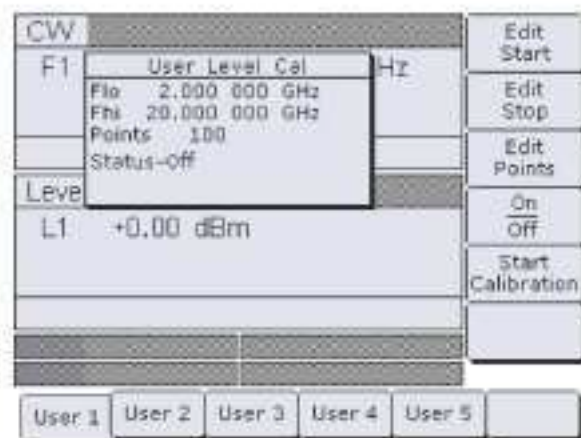 CW
F1
Hz
User Level Cal
Flo 2.000 000 GHz
Fhi 20.000 000 GHz
Points 100
Status-Off
Leve
L1 +0.00 dBm
Edit
Start
Edit
Stop
Edit
Points
On
Off
Start
Calibration
User 1
User 2
User 3
User 4
User 5